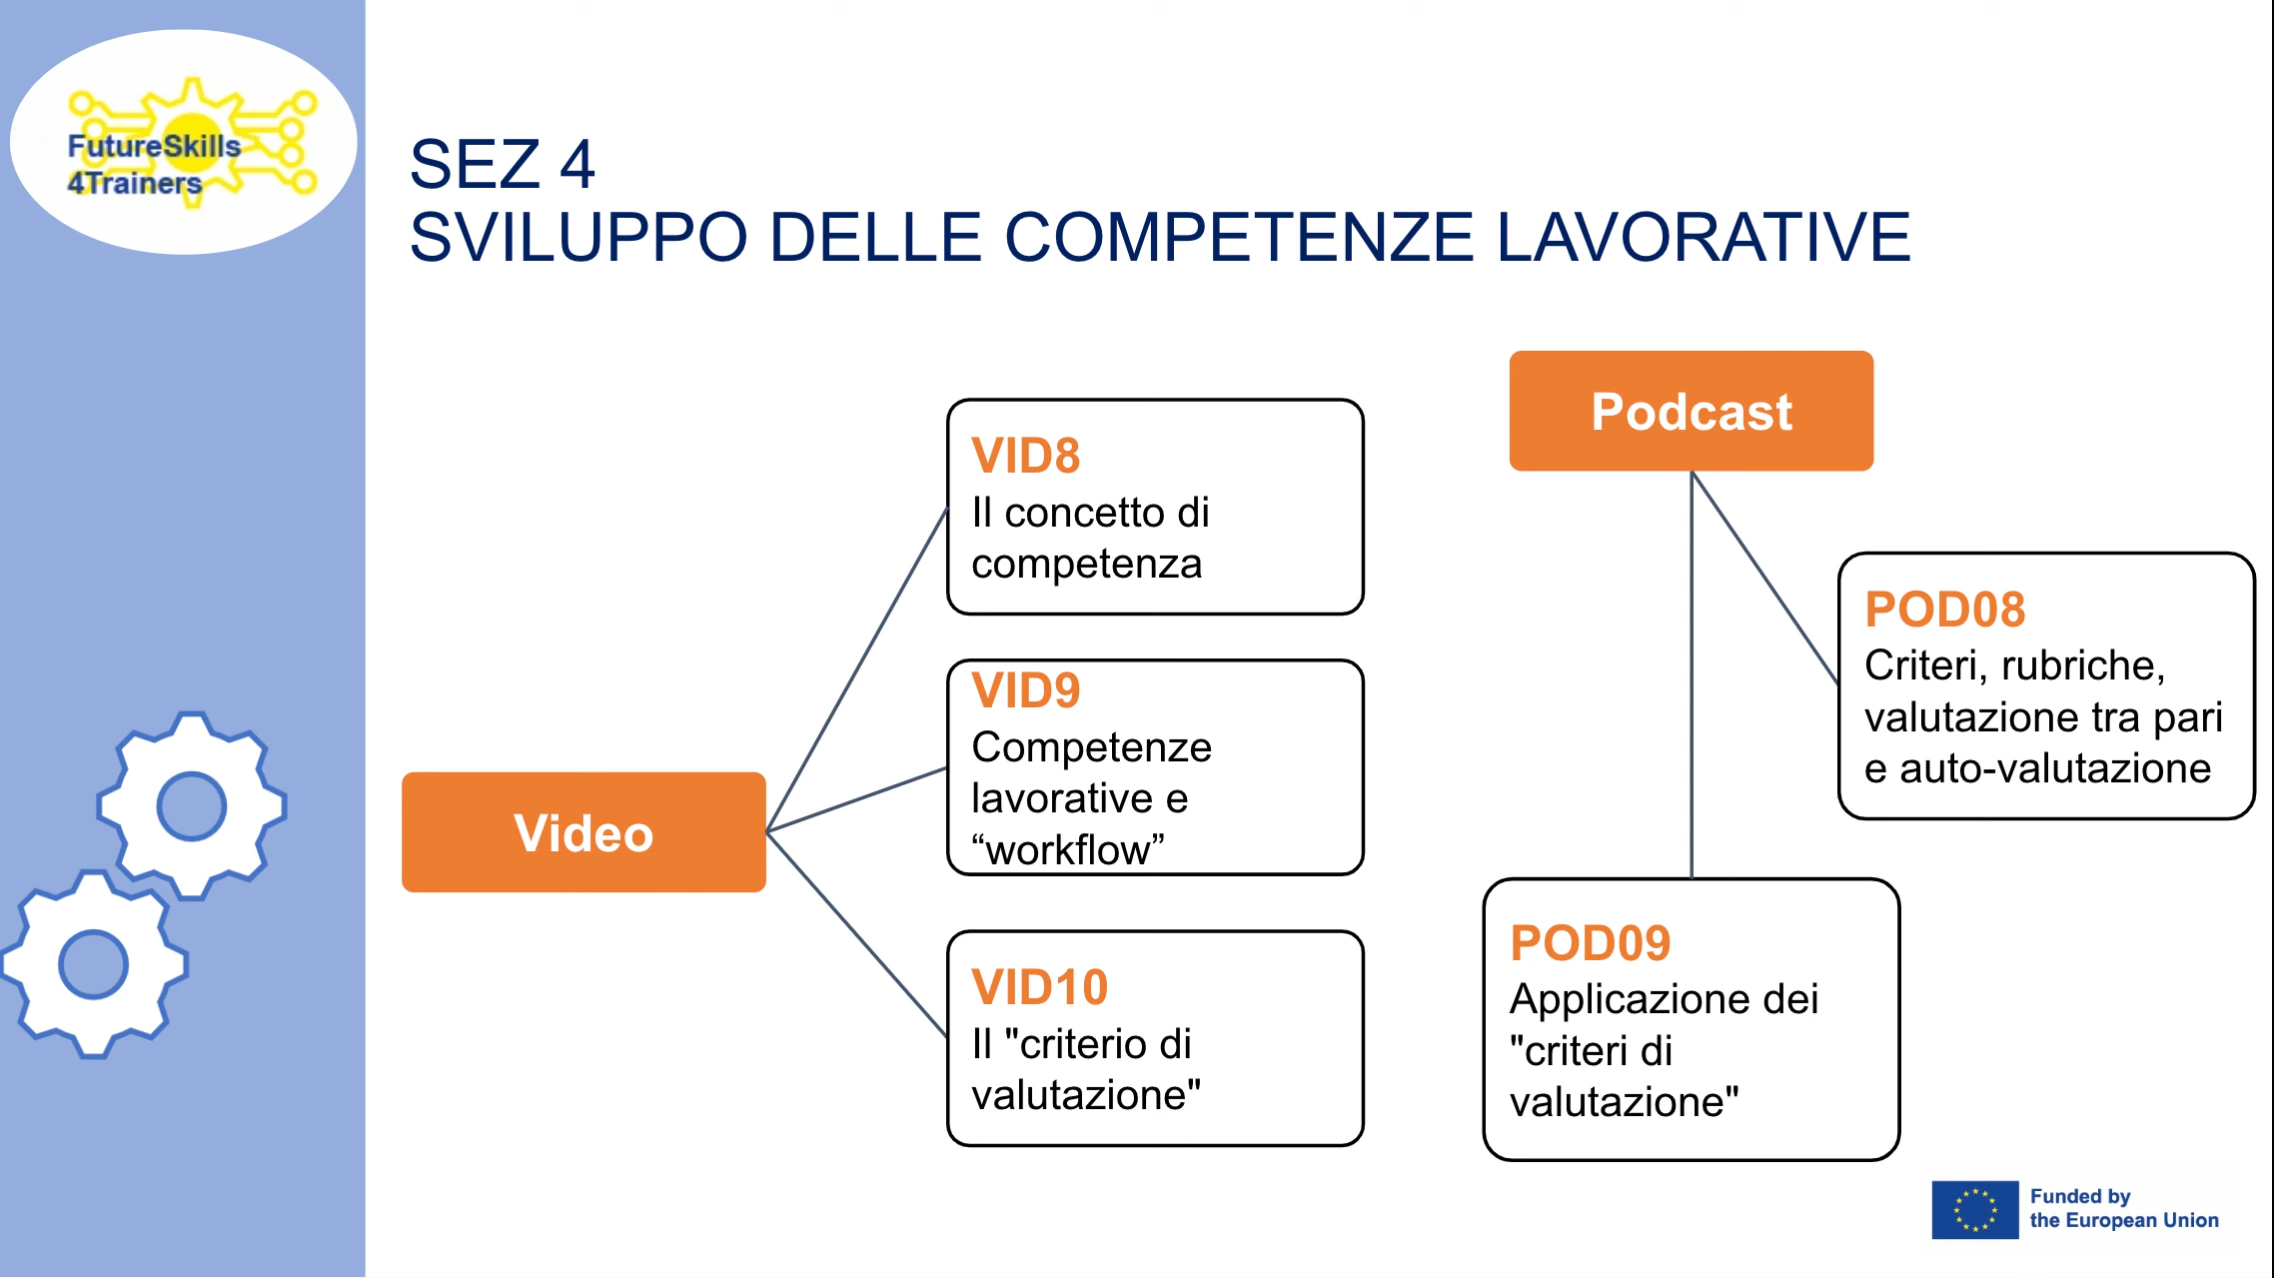 FutureSkills
4Trainers
SEZ 4
SVILUPPO DELLE COMPETENZE LAVORATIVE
Video
VID8
Il concetto di
competenza
VID9
Competenze
lavorative e
“workflow”
VID10
Il "criterio di
valutazione"
Podcast
POD08
Criteri, rubriche,
valutazione tra pari
e auto-valutazione
POD09
Applicazione dei
"criteri di
valutazione"
Funded by
the European Union